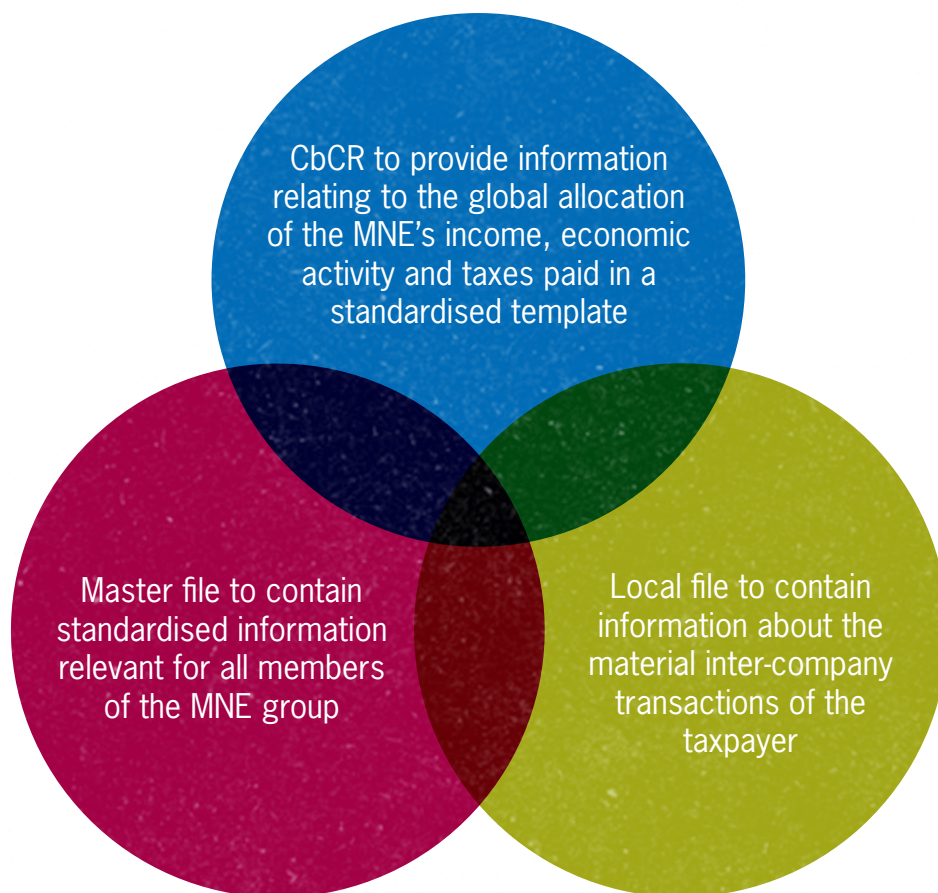 CbCR to provide information
relating to the global allocation
of the MNE’s income, economic
activity and taxes paid in a
standardised template
Master file to contain
standardised information
relevant for all members
of the MNE group
Local file to contain
information about the
material inter-company
transactions of the
taxpayer